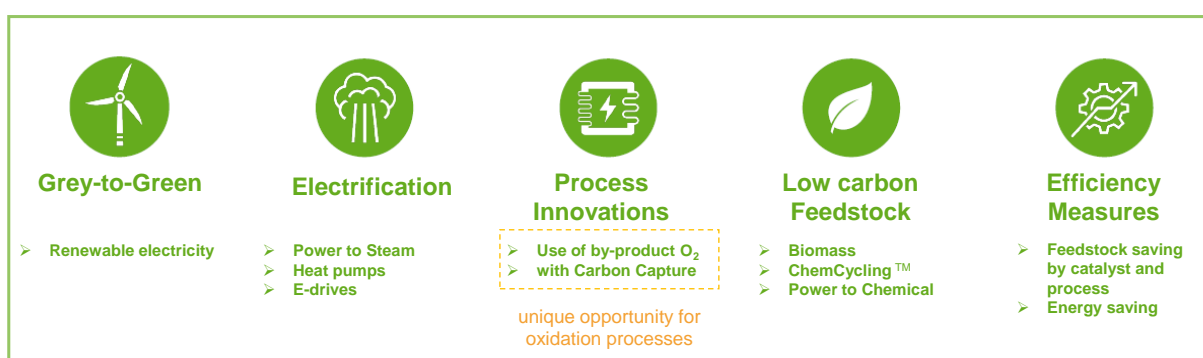 Grey-to-Green
➢ Renewable electricity
Electrification
➢ Power to Steam
➢ Heat pumps
➢ E-drives
Process
Innovations
➢ Use of by-product O₂
➢ with Carbon Capture
unique opportunity for
oxidation processes
Low carbon
Feedstock
➢ Biomass
➢ ChemCycling™
➢ Power to Chemical
Efficiency
Measures
➢ Feedstock saving
by catalyst and
process
➢ Energy saving